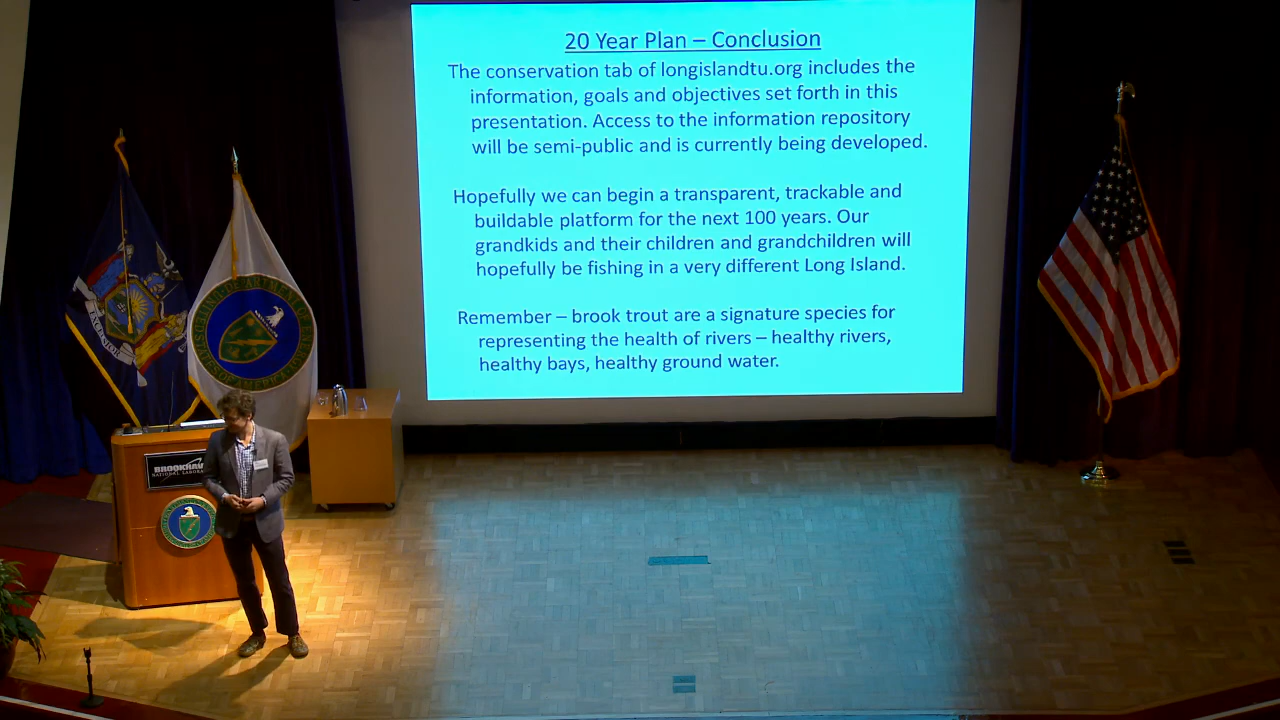 20 Year Plan – Conclusion
The conservation tab of longislandtu.org includes the
information, goals and objectives set forth in this
presentation. Access to the information repository
will be semi-public and is currently being developed.
Hopefully we can begin a transparent, trackable and
buildable platform for the next 100 years. Our
grandkids and their children and grandchildren will
hopefully be fishing in a very different Long Island.
Remember – brook trout are a signature species for
representing the health of rivers – healthy rivers,
healthy bays, healthy ground water.
EXCELSIOR
BROOKHAV
NATIONAL LABORA